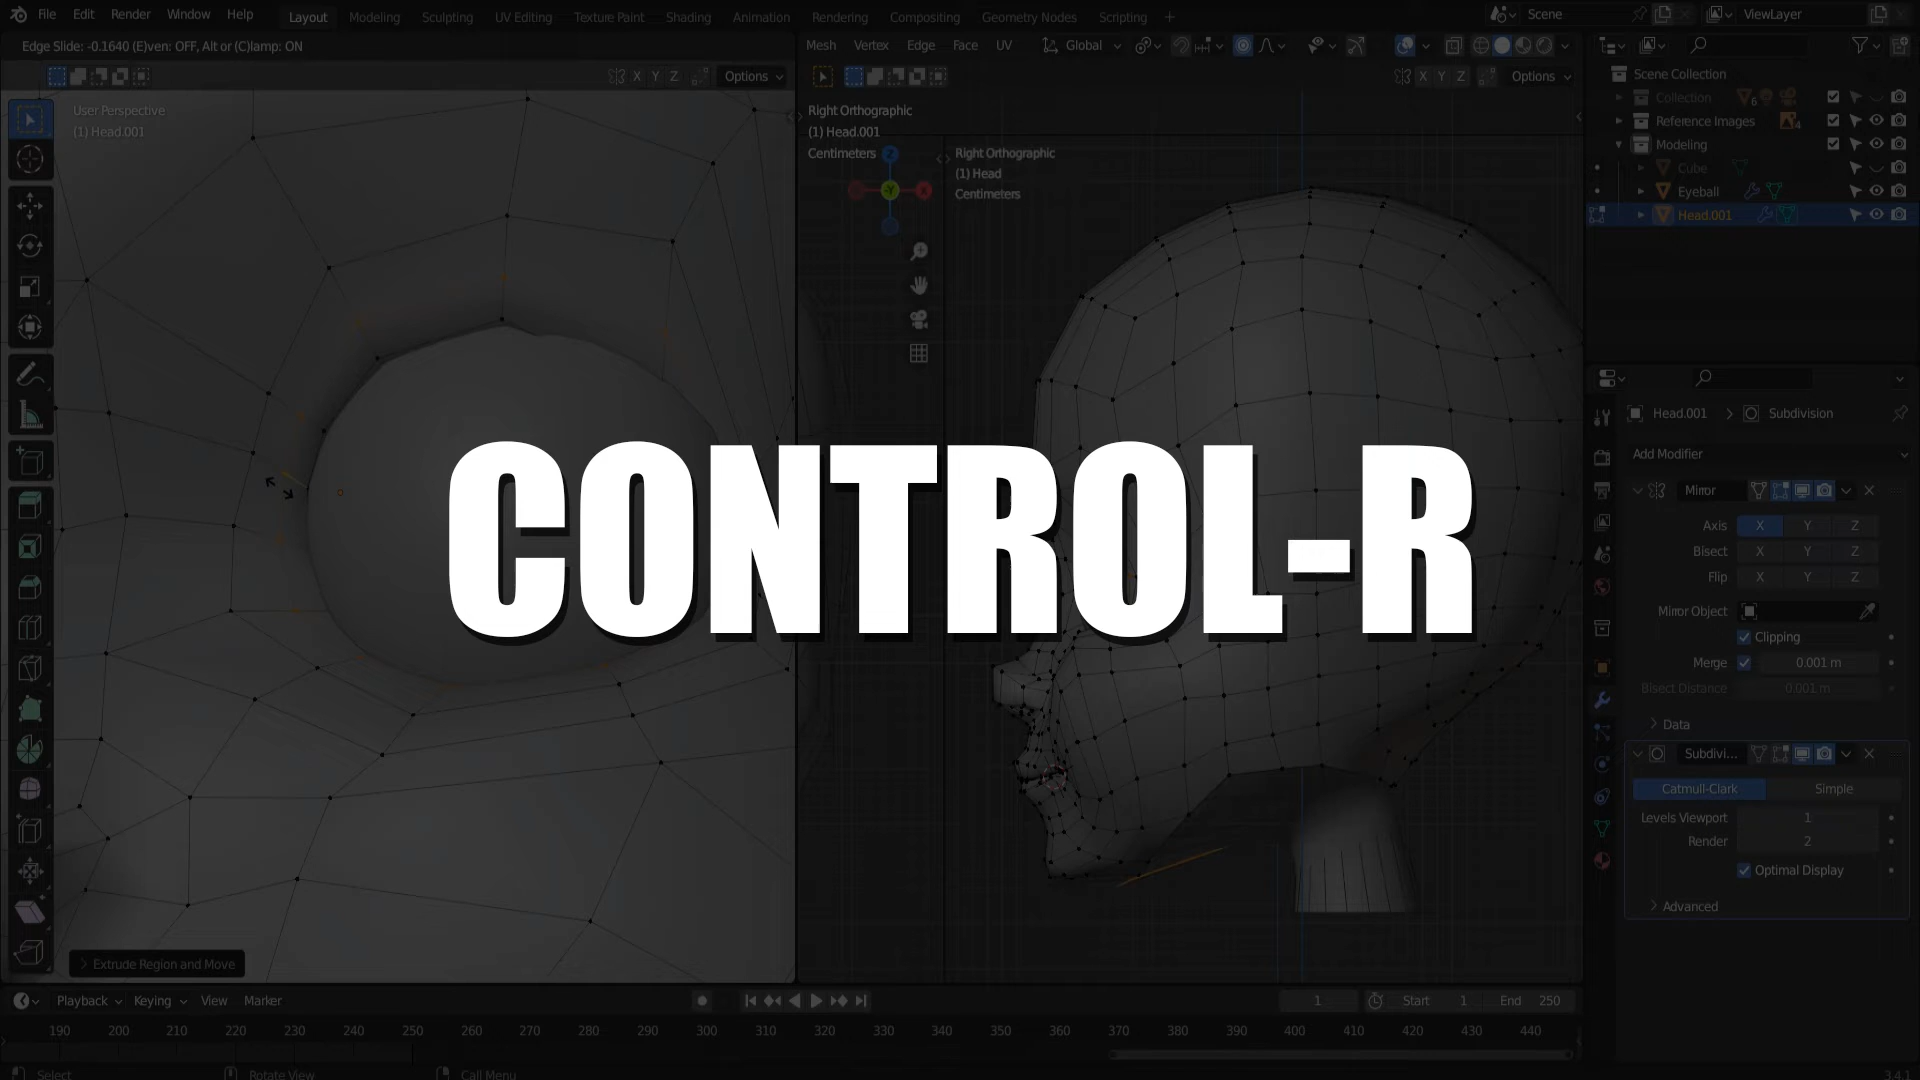 File Edit Render Window Help
Layout Modeling Sculpting UV Editing Texture Paint Shading Animation Rendering Compositing Geometry Nodes Scripting +
Scene
ViewLayer
Edge Slide: -0.1640 (E)ven: OFF, Alt or (C)lamp: ON
Mesh Vertex Edge Face UV
Global
X Y Z
Options
X Y Z
Options
User Perspective
(1) Head.001
Right Orthographic
(1) Head.001
Centimeters
Z
-Y
X
Right Orthographic
(1) Head
Centimeters
Scene Collection
Collection
6
Reference Images
4
Modeling
Cube
Eyeball
Head.001
Head.001 > Subdivision
Add Modifier
Mirror
Axis X Y Z
Bisect X Y Z
Flip X Y Z
Mirror Object
Clipping
Merge 0.001 m
Bisect Distance 0.001 m
Data
Subdivi...
Catmull-Clark Simple
Levels Viewport 1
Render 2
Optimal Display
Advanced
CONTROL-R
Extrude Region and Move
Playback Keying View Marker
1
Start 1
End 250
190 200 210 220 230 240 250 260 270 280 290 300 310 320 330 340 350 360 370 380 390 400 410 420 430 440
Select
Rotate View
Call Menu
3.4.1